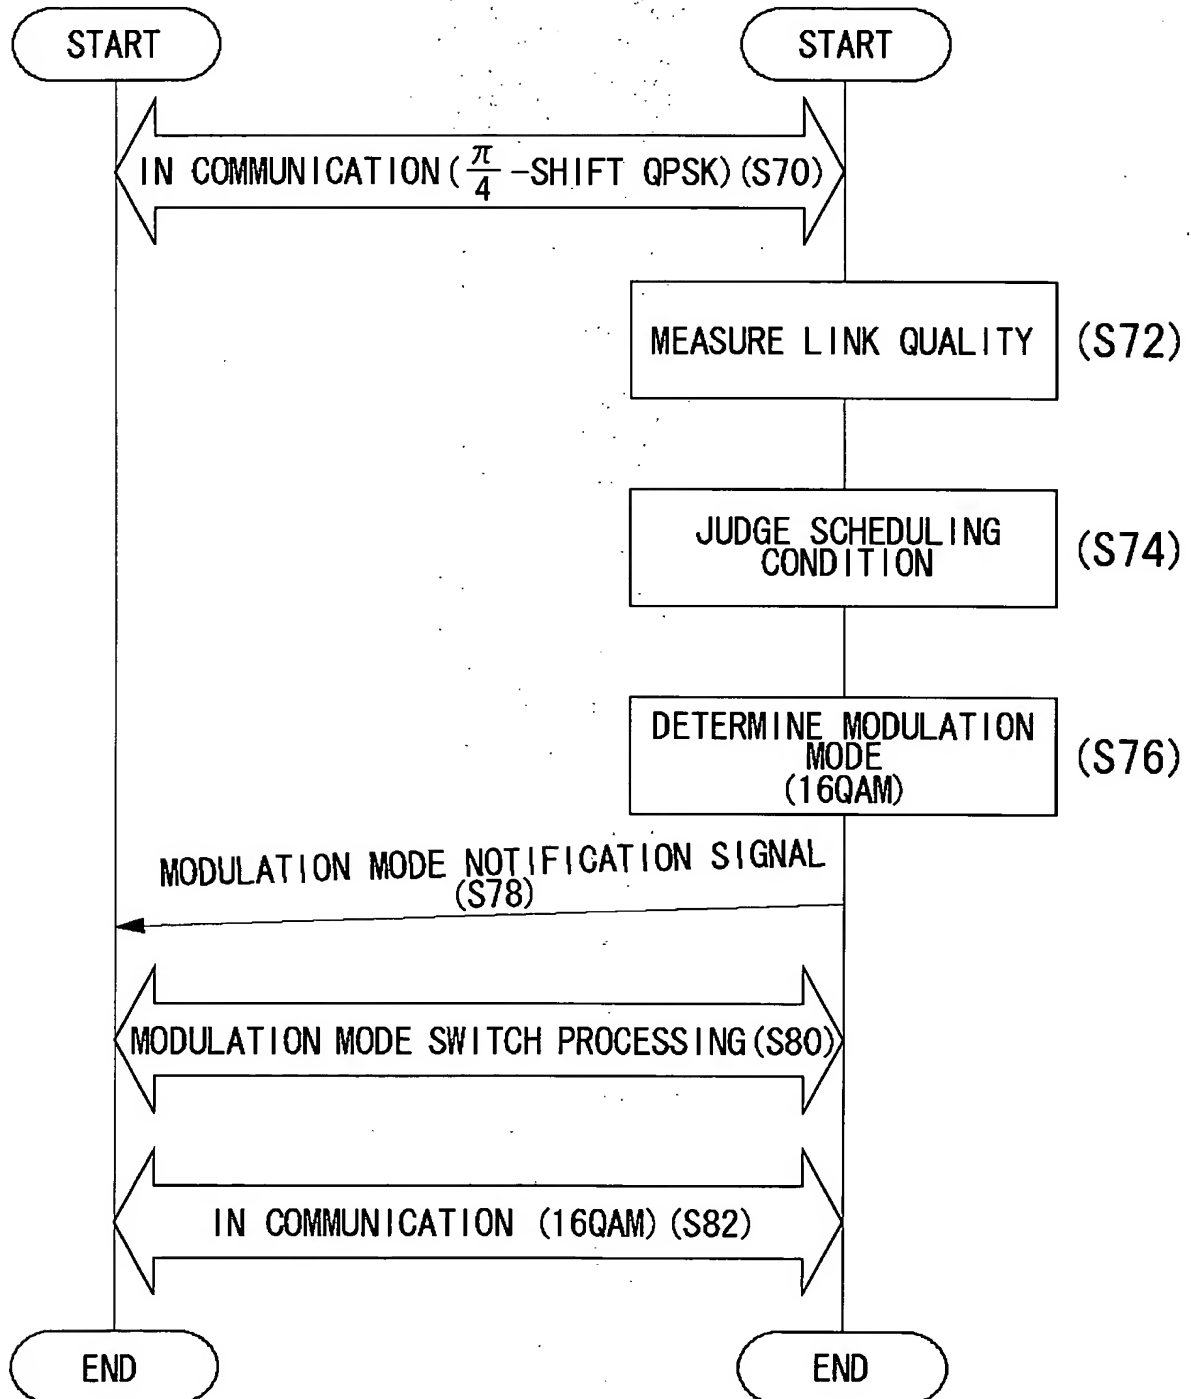 START
START
IN COMMUNICATION(π/4-SHIFT QPSK)(S70)
MEASURE LINK QUALITY
(S72)
JUDGE SCHEDULING
CONDITION
(S74)
DETERMINE MODULATION
MODE
(16QAM)
(S76)
MODULATION MODE NOTIFICATION SIGNAL
(S78)
MODULATION MODE SWITCH PROCESSING(S80)
IN COMMUNICATION (16QAM)(S82)
END
END